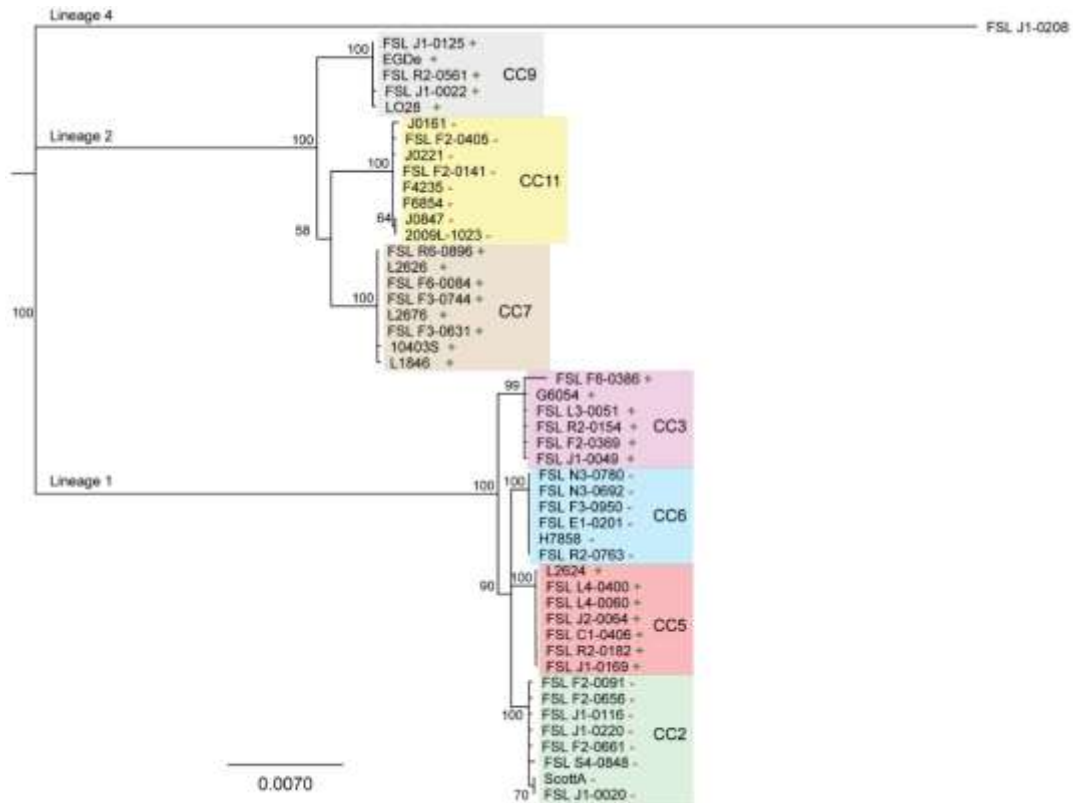 Lineage 4
FSL J1-0208
FSL J1-0125 +
100
EGDe +
FSL R2-0561 +
CC9
FSL J1-0022 +
LO28 +
Lineage 2
100
J0161 -
FSL F2-0405 -
J0221 -
100
FSL F2-0141 -
CC11
F4235 -
F6854 -
64
J0847 -
2009L-1023 -
58
FSL R6-0896 +
L2626 +
FSL F6-0084 +
100
FSL F3-0744 +
CC7
L2676 +
100
FSL F3-0631 +
10403S +
L1846 +
99
FSL F6-0386 +
G6054 +
FSL L3-0051 +
FSL R2-0154 +
CC3
FSL F2-0369 +
FSL J1-0049 +
Lineage 1
100
100
FSL N3-0780 -
FSL N3-0692 -
FSL F3-0950 -
CC6
FSL E1-0201 -
H7858 -
FSL R2-0763 -
90
100
L2624 +
FSL L4-0400 +
FSL L4-0060 +
FSL J2-0064 +
CC5
FSL C1-0406 +
FSL R2-0182 +
FSL J1-0169 +
FSL F2-0091 -
FSL F2-0656 -
100
FSL J1-0116 -
FSL J1-0220 -
CC2
FSL F2-0661 -
FSL S4-0848 -
ScottA -
70
FSL J1-0020 -
0.0070